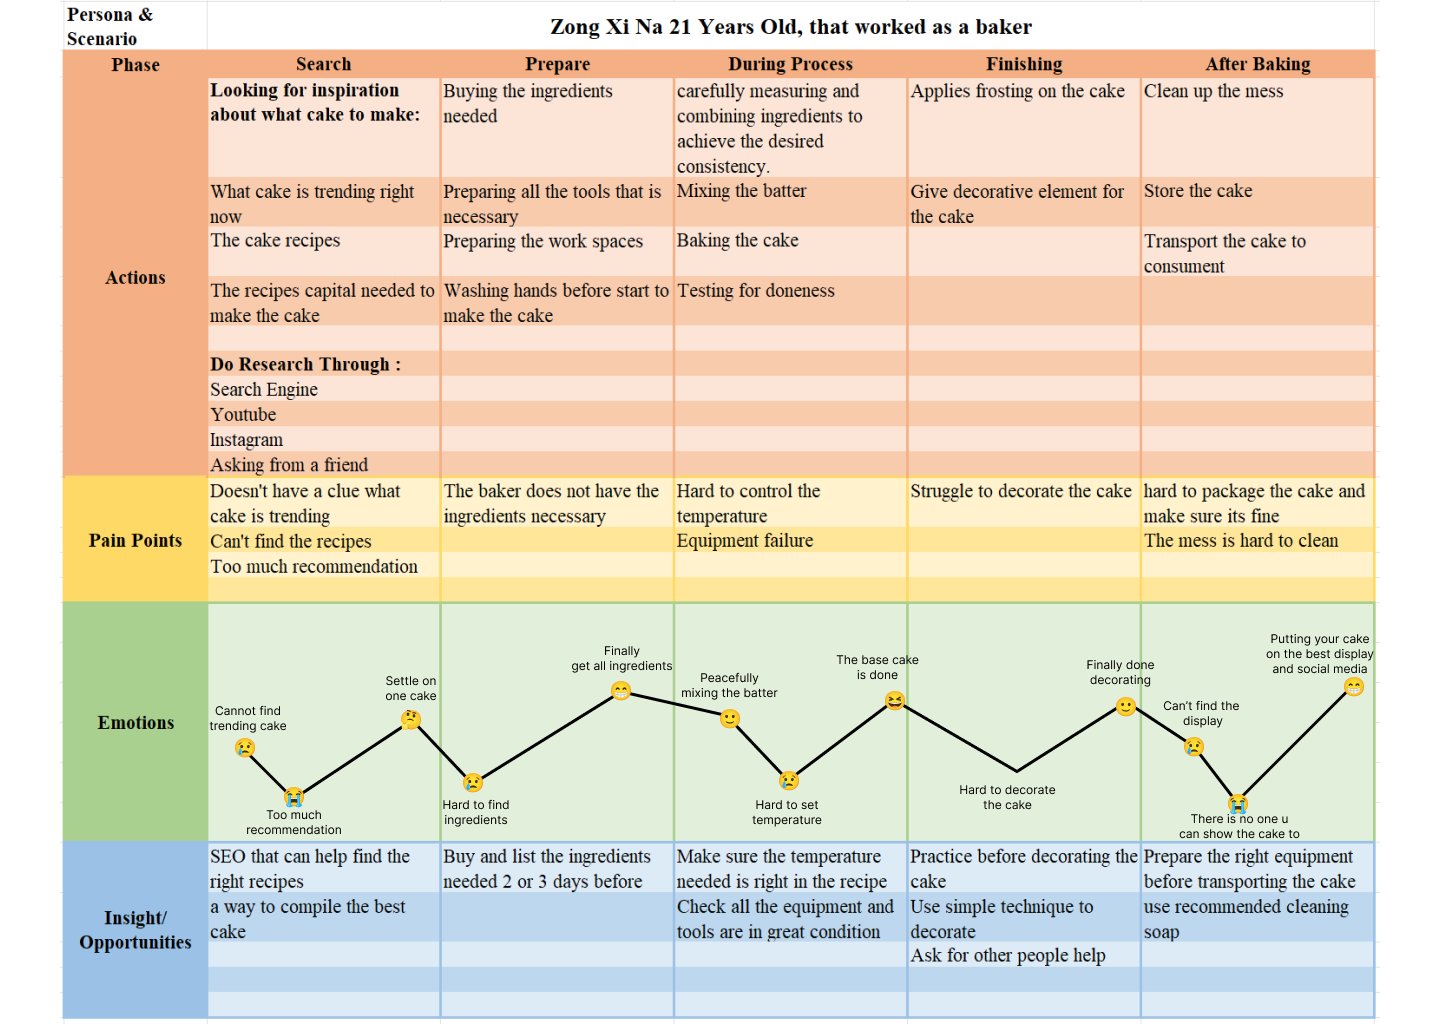 Persona &
Scenario
Zong Xi Na 21 Years Old, that worked as a baker
Phase
Search
Prepare
During Process
Finishing
After Baking
Actions
Looking for inspiration
about what cake to make:
Buying the ingredients
needed
carefully measuring and
combining ingredients to
achieve the desired
consistency.
Applies frosting on the cake
Clean up the mess
What cake is trending right
now
Preparing all the tools that is
necessary
Mixing the batter
Give decorative element for
the cake
Store the cake
The cake recipes
Preparing the work spaces
Baking the cake
Transport the cake to
consument
The recipes capital needed to
make the cake
Washing hands before start to
make the cake
Testing for doneness
Do Research Through :
Search Engine
Youtube
Instagram
Asking from a friend
Pain Points
Doesn't have a clue what
cake is trending
The baker does not have the
ingredients necessary
Hard to control the
temperature
Struggle to decorate the cake
hard to package the cake and
make sure its fine
Can't find the recipes
Equipment failure
The mess is hard to clean
Too much recommendation
Emotions
Cannot find
trending cake
Too much
recommendation
Settle on
one cake
Hard to find
ingredients
Finally
get all ingredients
Peacefully
mixing the batter
Hard to set
temperature
The base cake
is done
Hard to decorate
the cake
Finally done
decorating
Can't find the
display
There is no one u
can show the cake to
Putting your cake
on the best display
and social media
Insight/
Opportunities
SEO that can help find the
right recipes
Buy and list the ingredients
needed 2 or 3 days before
Make sure the temperature
needed is right in the recipe
Practice before decorating the
cake
Prepare the right equipment
before transporting the cake
a way to compile the best
cake
Check all the equipment and
tools are in great condition
Use simple technique to
decorate
use recommended cleaning
soap
Ask for other people help